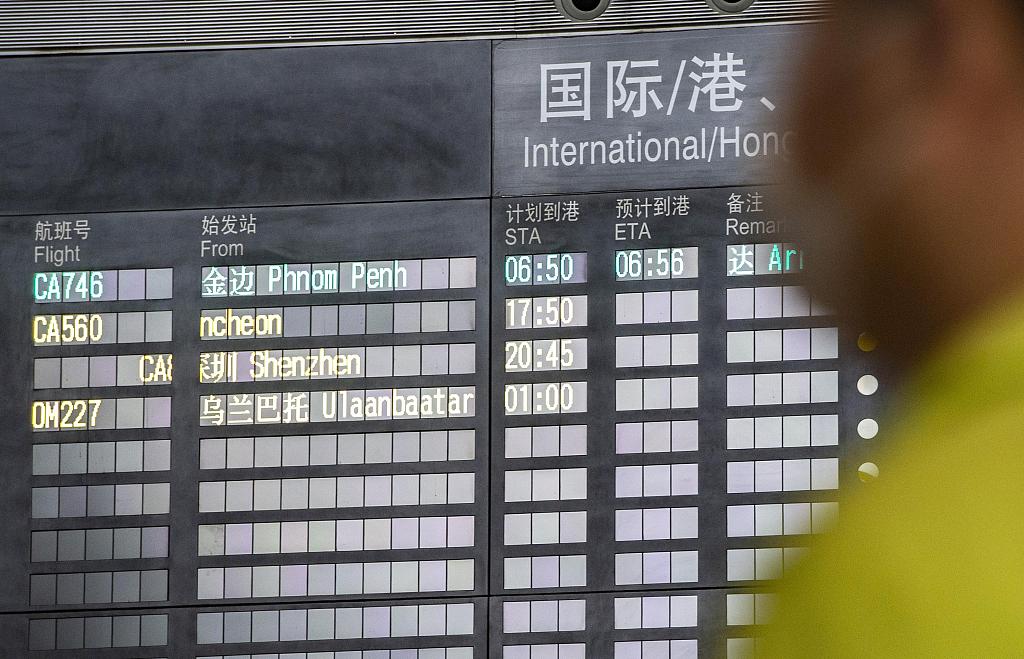 国际/港、
International/Hong
航班号 始发站 计划到港 预计到港 备注
Flight From STA ETA Remar
CA746 金边 Phnom Penh 06:50 06:56 达 Arr
CA560 ncheon 17:50
CA8 深圳 Shenzhen 20:45
OM227 乌兰巴托 Ulaanbaatar 01:00